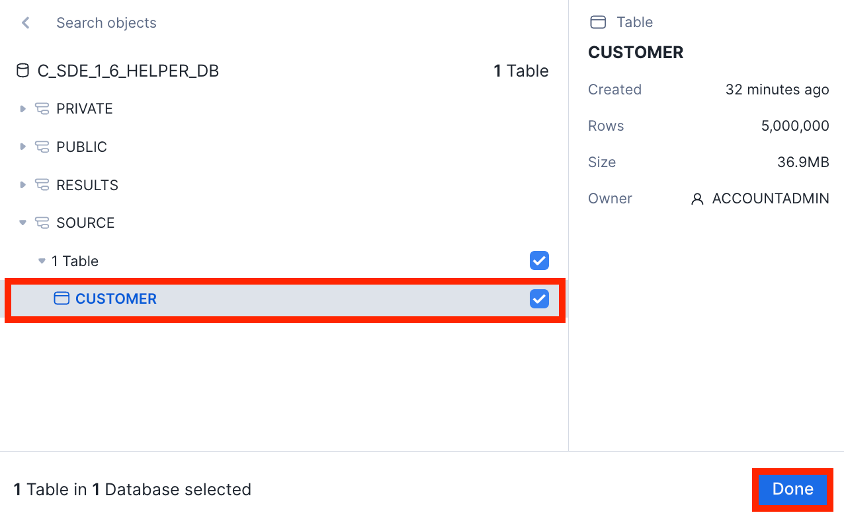 Search objects
C_SDE_1_6_HELPER_DB
1 Table
PRIVATE
PUBLIC
RESULTS
SOURCE
1 Table
CUSTOMER
Table
CUSTOMER
Created 32 minutes ago
Rows 5,000,000
Size 36.9MB
Owner ACCOUNTADMIN
1 Table in 1 Database selected
Done